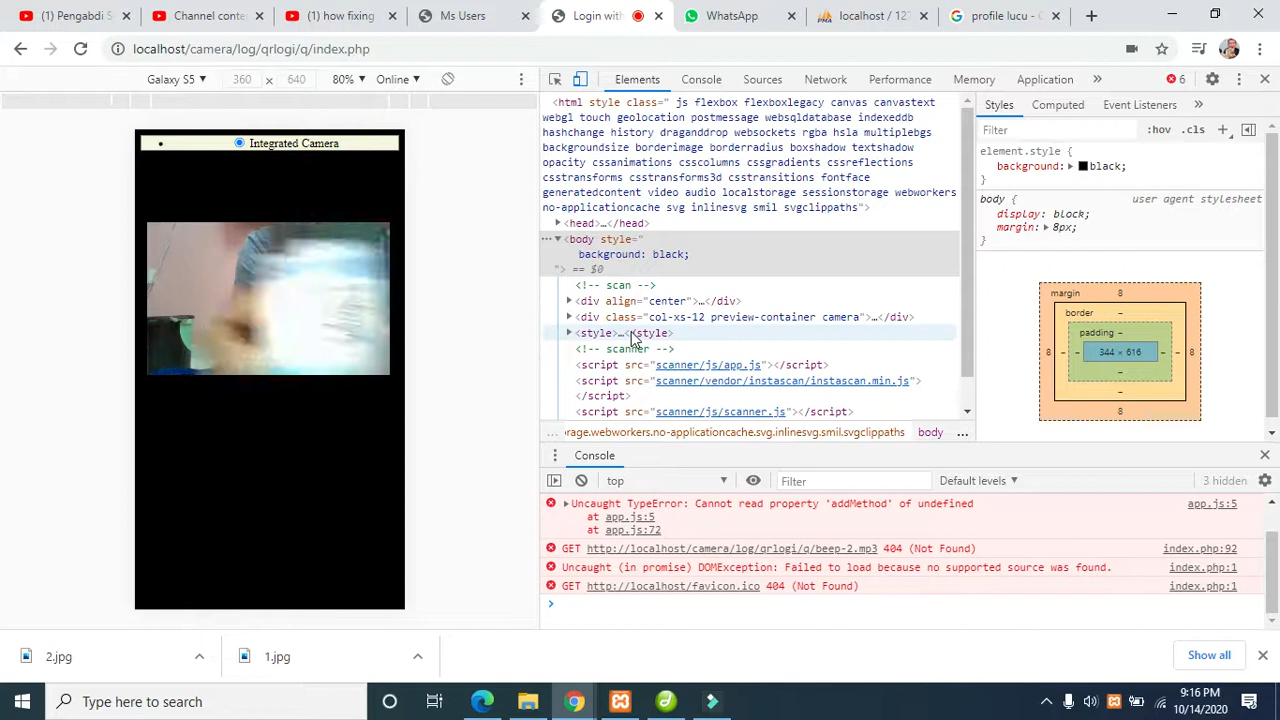 (1) Pengabdi S
Channel conte
(1) how fixing
Ms Users
Login with
WhatsApp
localhost / 127
profile lucu - G
localhost/camera/log/qrlogi/q/index.php
Galaxy S5 ▼ 360 × 640 80% ▼ Online ▼
Elements Console Sources Network Performance Memory Application » 6
Integrated Camera
<html style class=" js flexbox flexboxlegacy canvas canvastext
webgl touch geolocation postmessage websqldatabase indexeddb
hashchange history draganddrop websockets rgba hsla multiplebgs
backgroundsize borderimage borderradius boxshadow textshadow
opacity cssanimations csscolumns cssgradients cssreflections
csstransforms csstransforms3d csstransitions fontface
generatedcontent video audio localstorage sessionstorage webworkers
no-applicationcache svg inlinesvg smil svgclippaths">
<head>…</head>
<body style="
background: black;
"> == $0
<!-- scan -->
<div align="center">…</div>
<div class="col-xs-12 preview-container camera">…</div>
<style>…</style>
<!-- scanner -->
<script src="scanner/js/app.js"></script>
<script src="scanner/vendor/instascan/instascan.min.js">
</script>
<script src="scanner/js/scanner.js"></script>
… orage.webworkers.no-applicationcache.svg.inlinesvg.smil.svgclippaths body …
Styles Computed Event Listeners »
Filter :hov .cls +
element.style {
background: black;
}
body { user agent stylesheet
display: block;
margin: 8px;
}
margin 8
border –
padding –
8 – – 344 × 616 – – 8
–
–
8
Console
top ▼ Filter Default levels ▼ 3 hidden
Uncaught TypeError: Cannot read property 'addMethod' of undefined app.js:5
at app.js:5
at app.js:72
GET http://localhost/camera/log/qrlogi/q/beep-2.mp3 404 (Not Found) index.php:92
Uncaught (in promise) DOMException: Failed to load because no supported source was found. index.php:1
GET http://localhost/favicon.ico 404 (Not Found) index.php:1
2.jpg
1.jpg
Show all
Type here to search
9:16 PM
10/14/2020